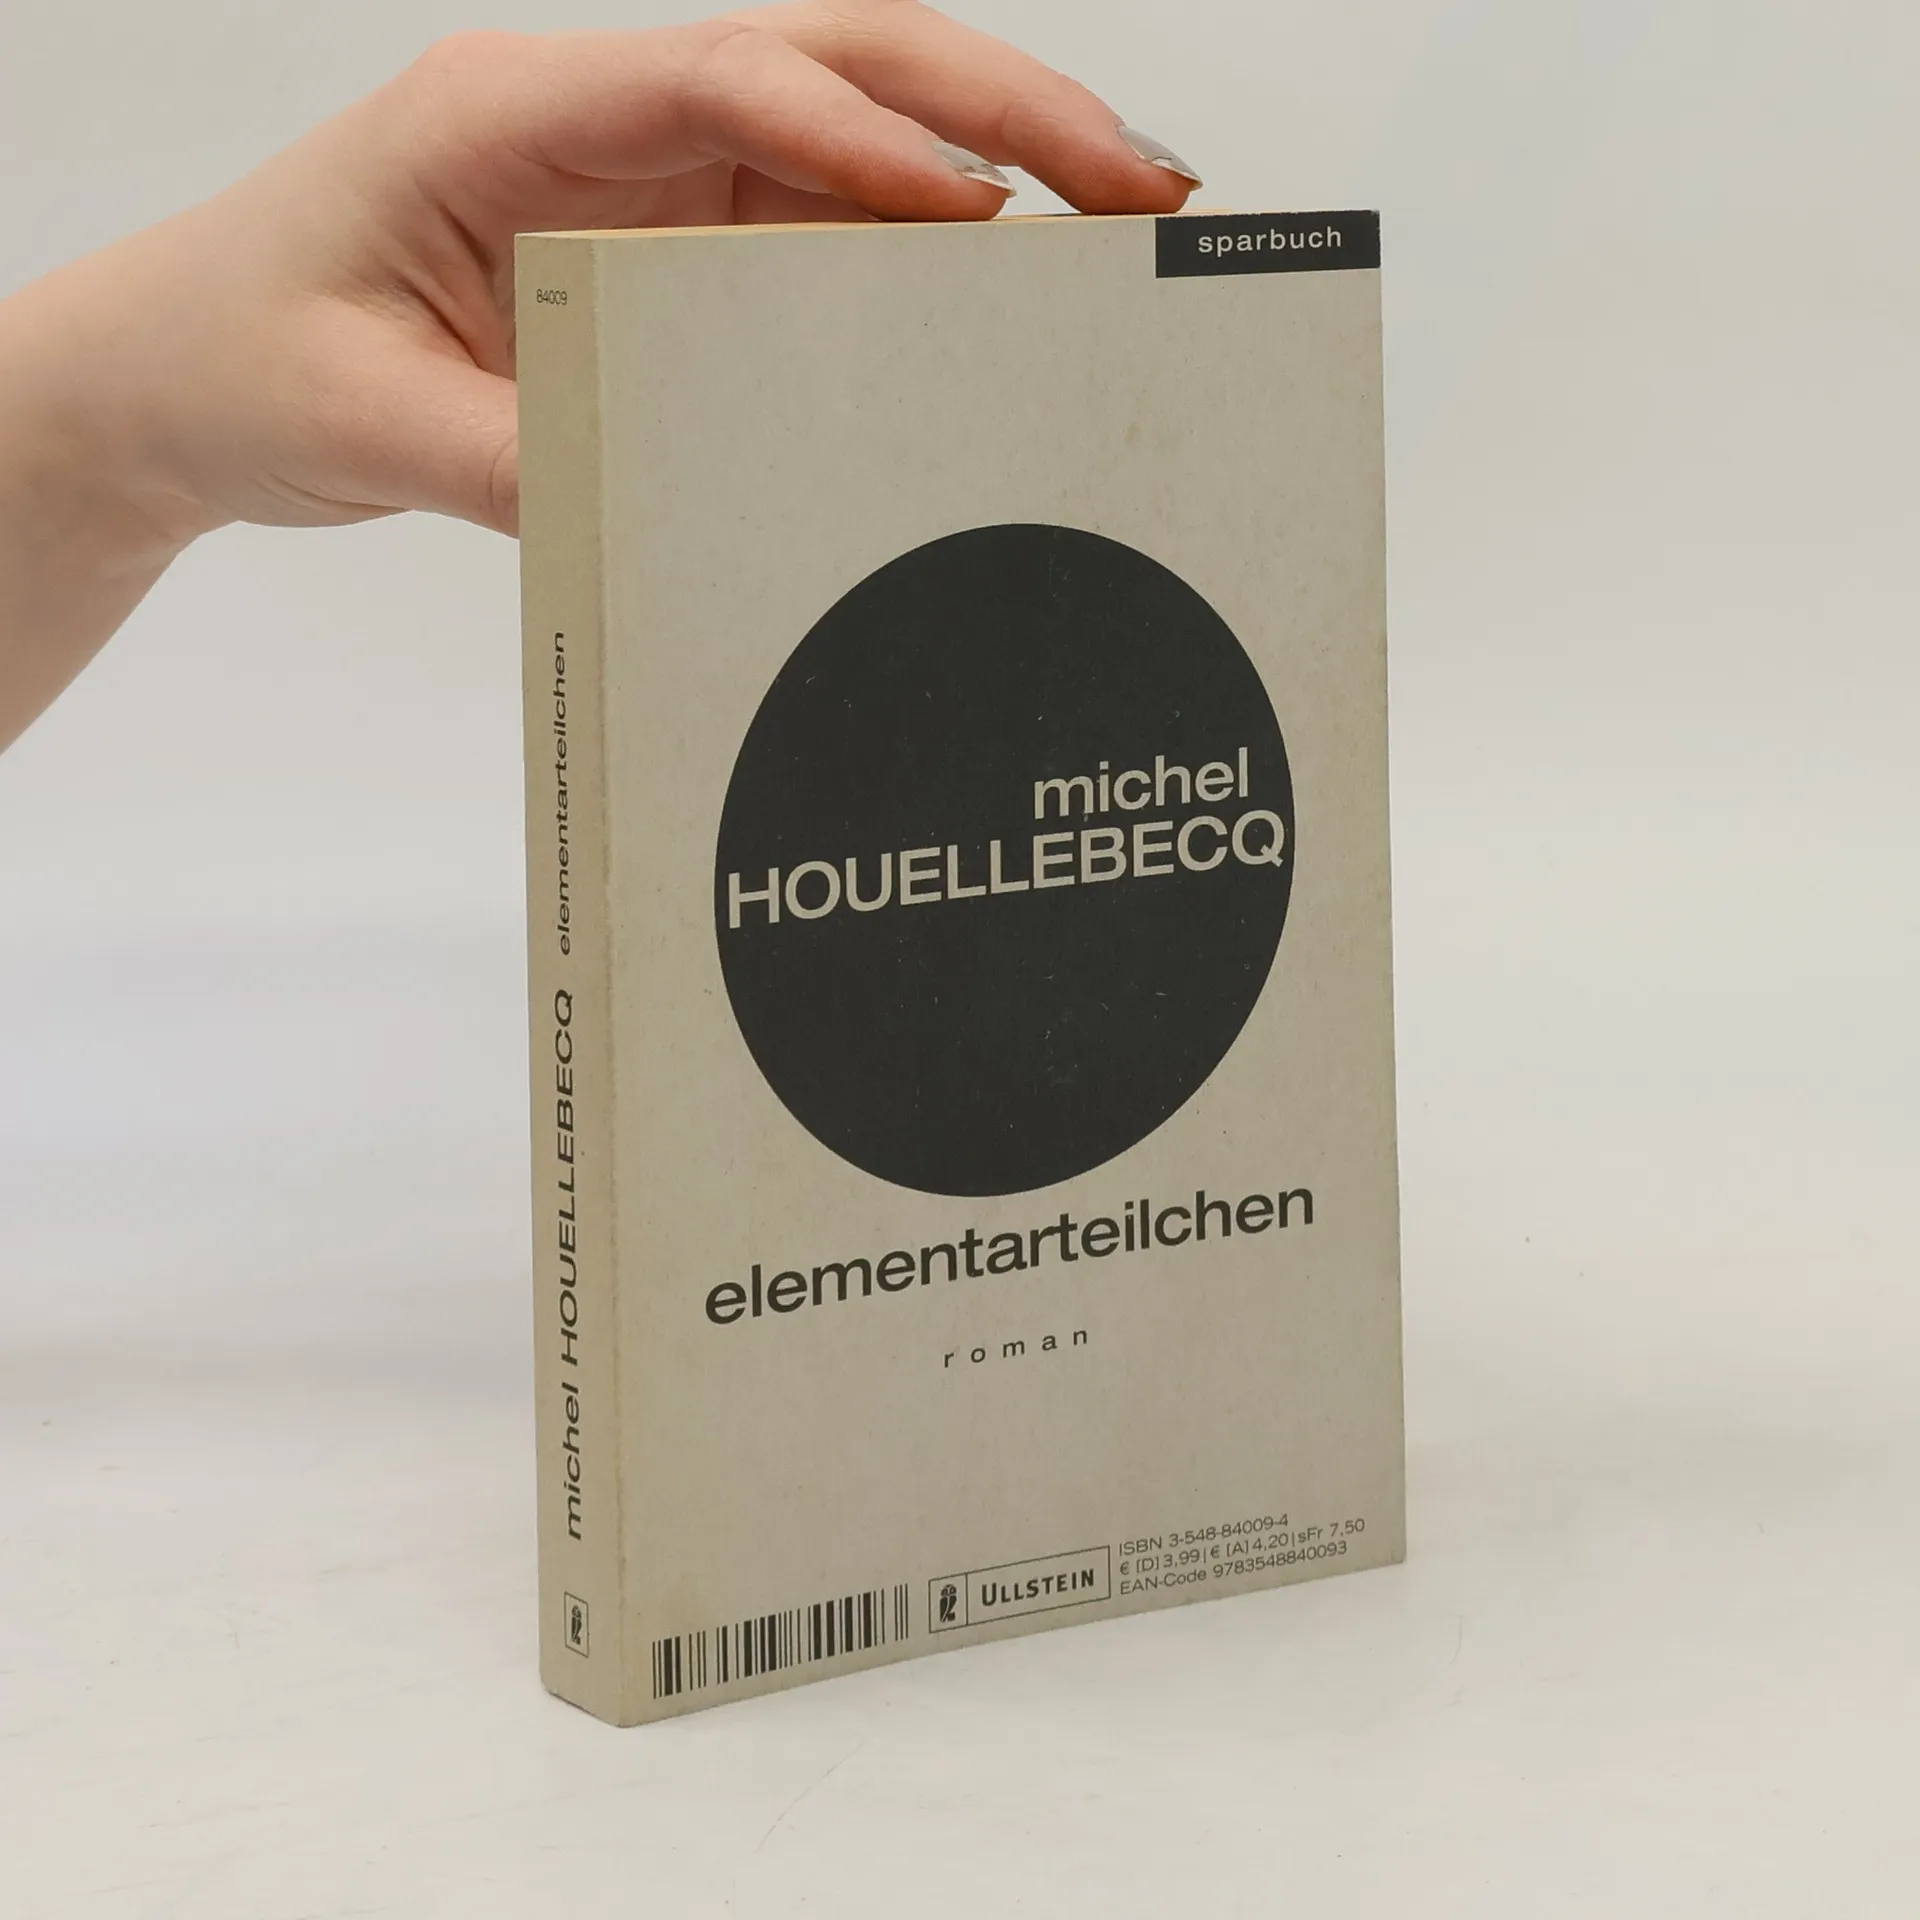 84009
michel HOUELLEBECQ elementarteilchen
sparbuch
michel
HOUELLEBECQ
elementarteilchen
roman
ULLSTEIN
ISBN 3-548-84009-4
€ [D] 3,99 | € [A] 4,20 | sFr 7,50
EAN-Code 9783548840093